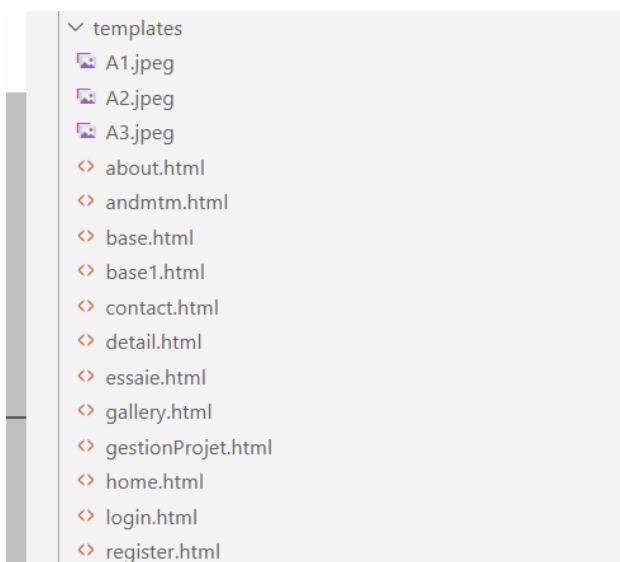 templates
A1.jpeg
A2.jpeg
A3.jpeg
about.html
andmtm.html
base.html
base1.html
contact.html
detail.html
essaie.html
gallery.html
gestionProjet.html
home.html
login.html
register.html